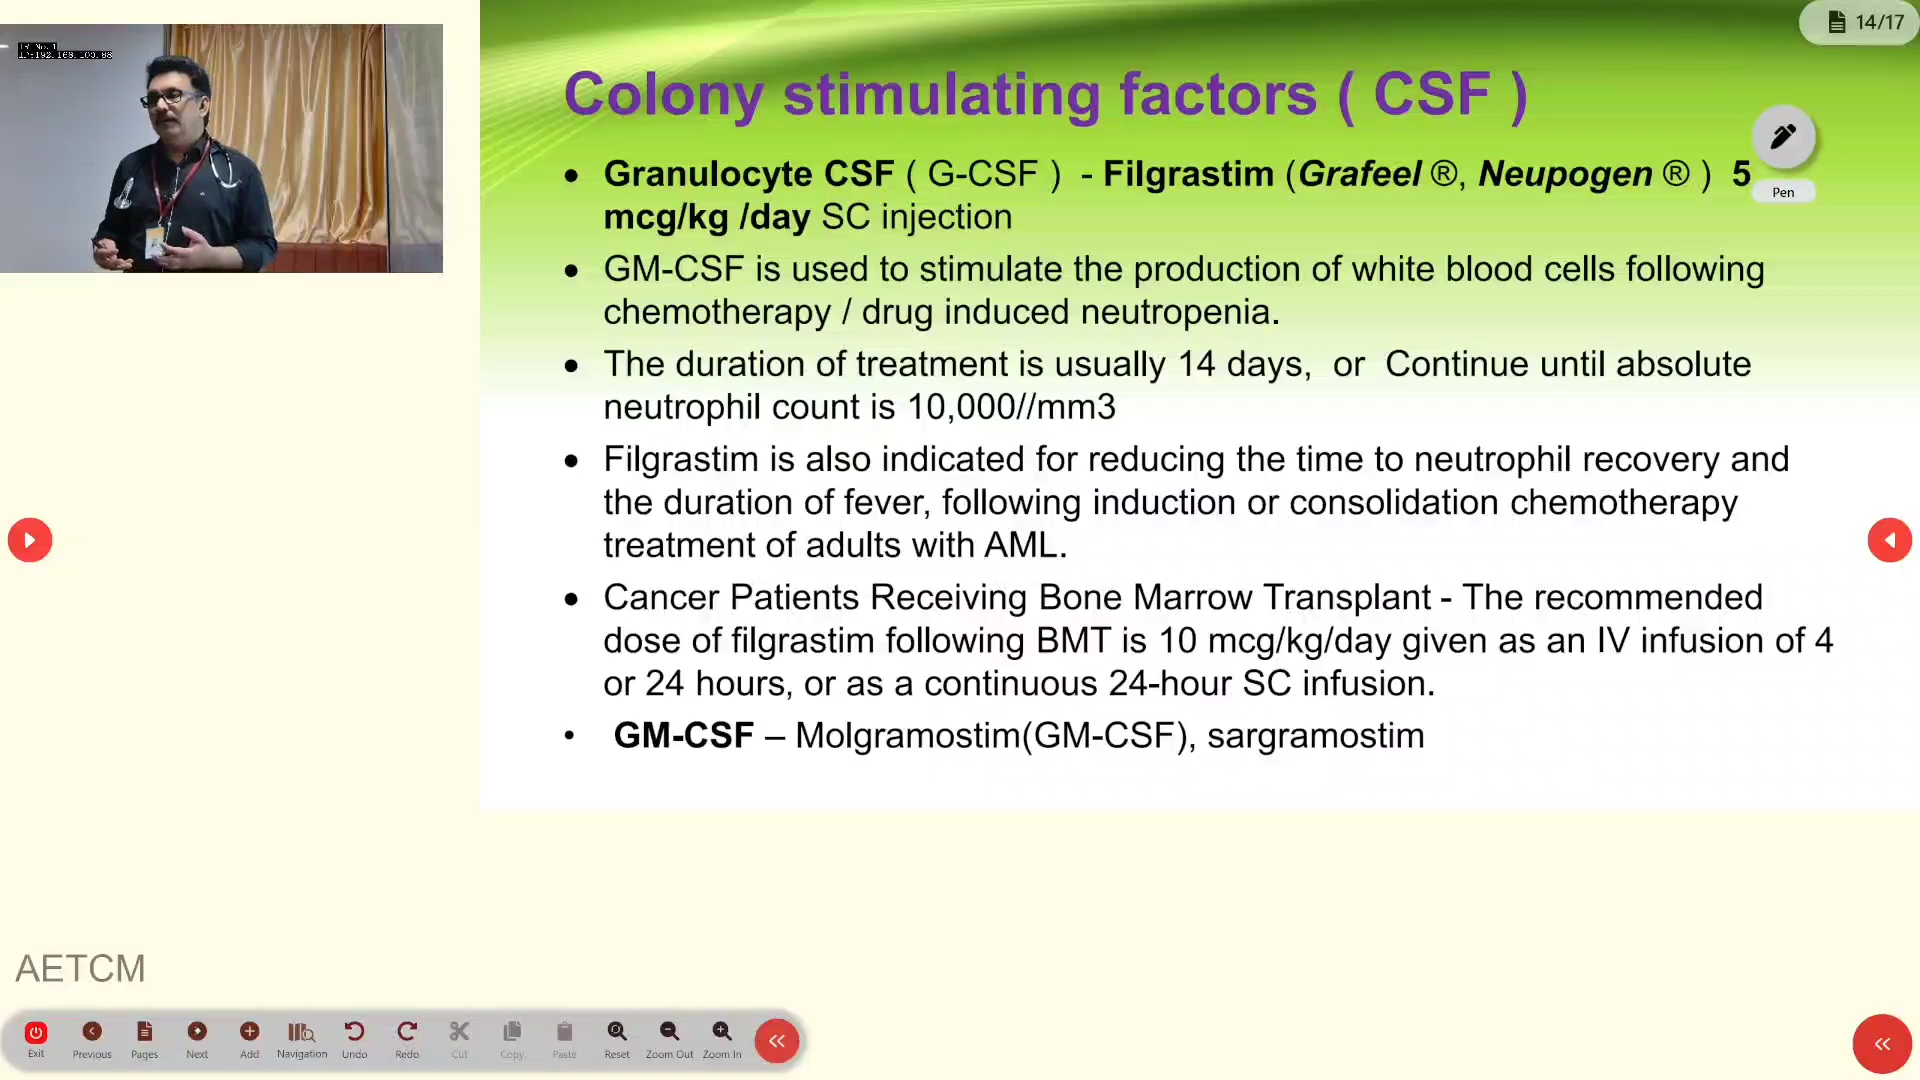 14/17
Colony stimulating factors ( CSF )
Pen
• Granulocyte CSF ( G-CSF ) - Filgrastim (Grafeel ®, Neupogen ® ) 5
mcg/kg /day SC injection
• GM-CSF is used to stimulate the production of white blood cells following
chemotherapy / drug induced neutropenia.
• The duration of treatment is usually 14 days, or Continue until absolute
neutrophil count is 10,000//mm3
• Filgrastim is also indicated for reducing the time to neutrophil recovery and
the duration of fever, following induction or consolidation chemotherapy
treatment of adults with AML.
• Cancer Patients Receiving Bone Marrow Transplant - The recommended
dose of filgrastim following BMT is 10 mcg/kg/day given as an IV infusion of 4
or 24 hours, or as a continuous 24-hour SC infusion.
• GM-CSF – Molgramostim(GM-CSF), sargramostim
AETCM
Exit Previous Pages Next Add Navigation Undo Redo Cut Copy Paste Reset Zoom Out Zoom In